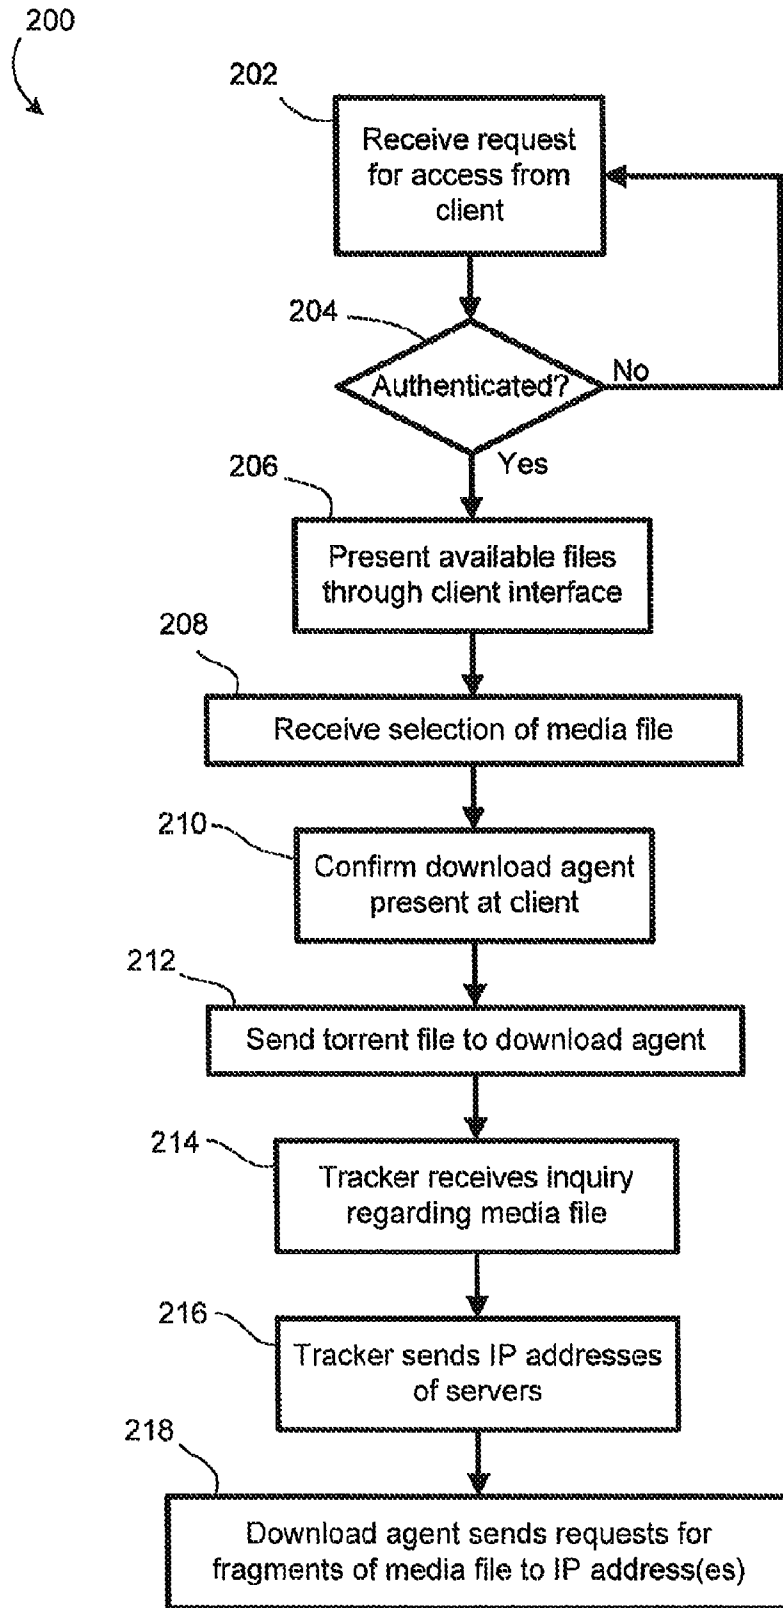 200
202
Receive request
for access from
client
204
Authenticated?
No
Yes
206
Present available files
through client interface
208
Receive selection of media file
210
Confirm download agent
present at client
212
Send torrent file to download agent
214
Tracker receives inquiry
regarding media file
216
Tracker sends IP addresses
of servers
218
Download agent sends requests for
fragments of media file to IP address(es)